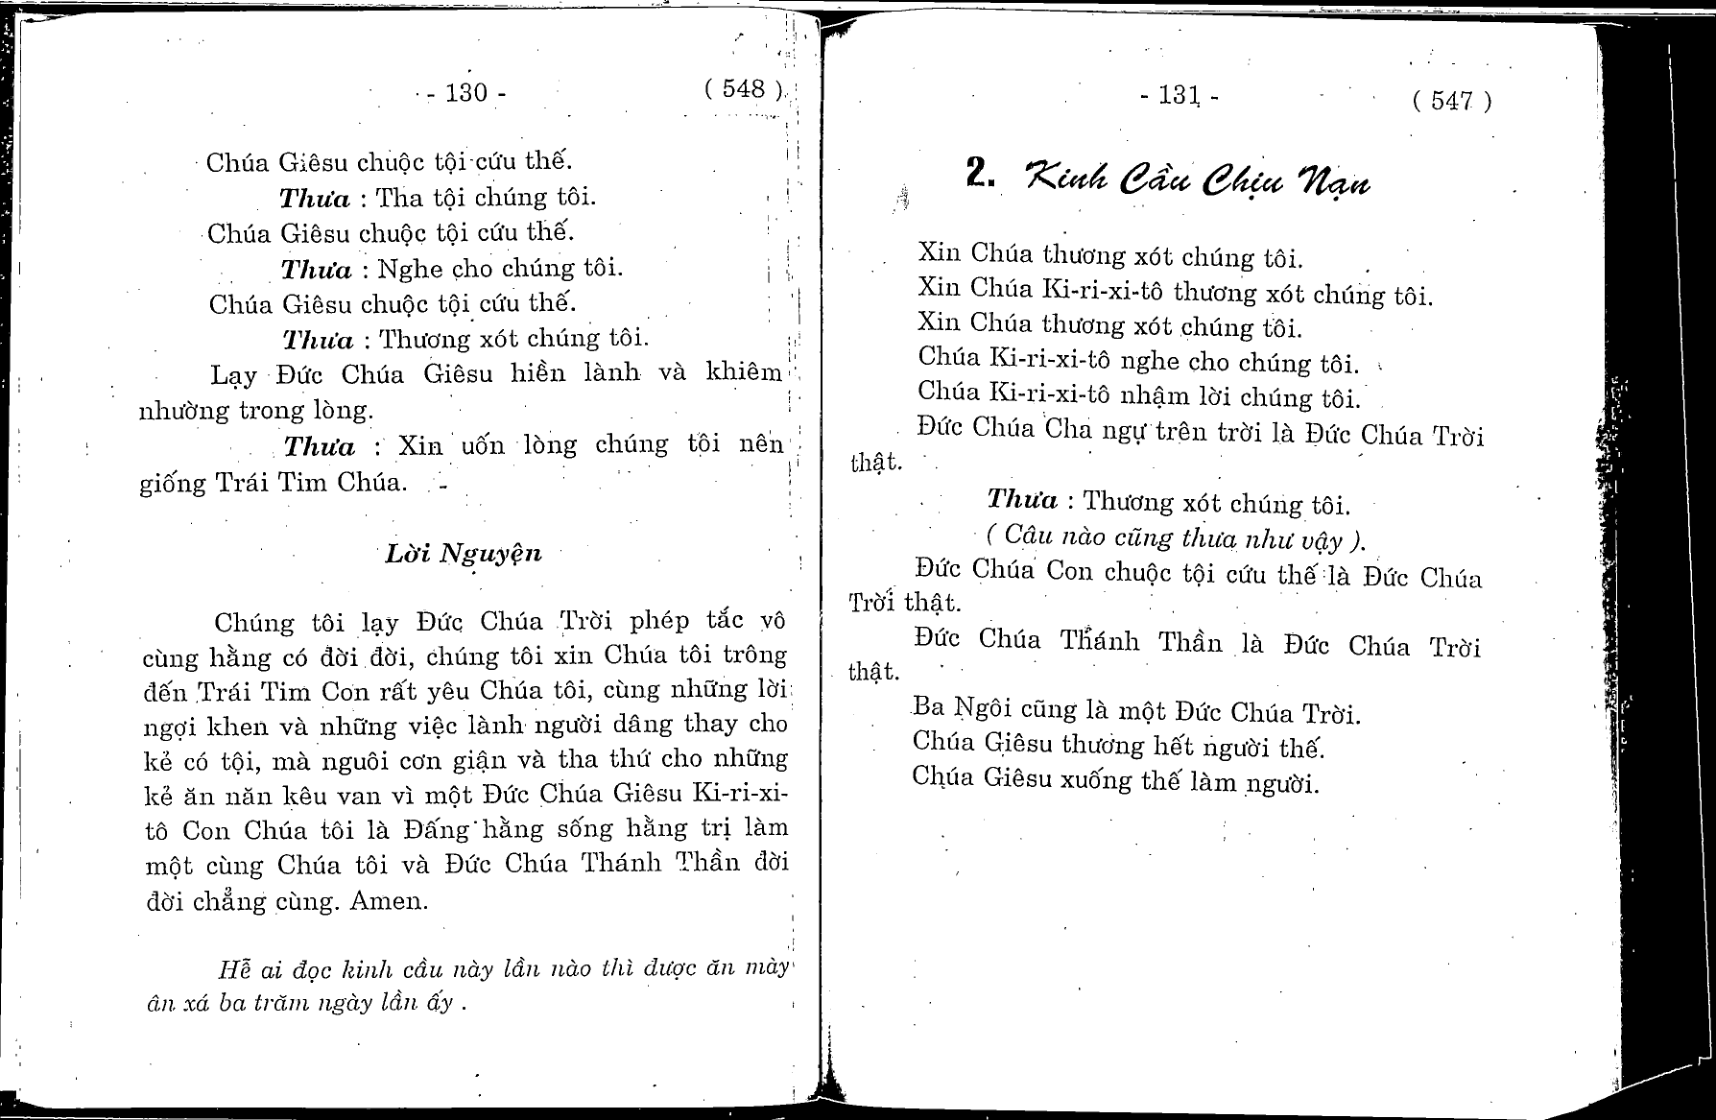 - 130 - ( 548 )
Chúa Giêsu chuộc tội cứu thế.
Thưa : Tha tội chúng tôi.
Chúa Giêsu chuộc tội cứu thế.
Thưa : Nghe cho chúng tôi.
Chúa Giêsu chuộc tội cứu thế.
Thưa : Thương xót chúng tôi.
Lạy Đức Chúa Giêsu hiền lành và khiêm
nhường trong lòng.
Thưa : Xin uốn lòng chúng tôi nên
giống Trái Tim Chúa.
Lời Nguyện
Chúng tôi lạy Đức Chúa Trời phép tắc vô
cùng hằng có đời đời, chúng tôi xin Chúa tôi trông
đến Trái Tim Con rất yêu Chúa tôi, cùng những lời
ngợi khen và những việc lành người dâng thay cho
kẻ có tội, mà nguôi cơn giận và tha thứ cho những
kẻ ăn năn kêu van vì một Đức Chúa Giêsu Ki-ri-xi-
tô Con Chúa tôi là Đấng hằng sống hằng trị làm
một cùng Chúa tôi và Đức Chúa Thánh Thần đời
đời chẳng cùng. Amen.
Hễ ai đọc kinh cầu này lần nào thì được ăn mày
ân xá ba trăm ngày lần ấy .
- 131 - ( 547 )
2. Kinh Cầu Chịu Nạn
Xin Chúa thương xót chúng tôi.
Xin Chúa Ki-ri-xi-tô thương xót chúng tôi.
Xin Chúa thương xót chúng tôi.
Chúa Ki-ri-xi-tô nghe cho chúng tôi.
Chúa Ki-ri-xi-tô nhậm lời chúng tôi.
Đức Chúa Cha ngự trên trời là Đức Chúa Trời
thật.
Thưa : Thương xót chúng tôi.
( Câu nào cũng thưa như vậy ).
Đức Chúa Con chuộc tội cứu thế là Đức Chúa
Trời thật.
Đức Chúa Thánh Thần là Đức Chúa Trời
thật.
Ba Ngôi cũng là một Đức Chúa Trời.
Chúa Giêsu thương hết người thế.
Chúa Giêsu xuống thế làm người.